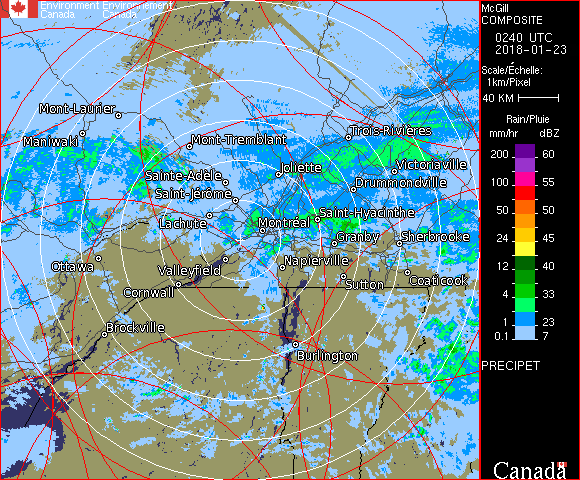 Environment Environnement
Canada Canada
McGill
COMPOSITE
0240 UTC
2018-01-23
Scale/Échelle:
1km/Pixel
40 KM
Rain/Pluie
mm/hr dBZ
200 60
100 55
50 50
24 45
12 40
4 33
1 23
0.1 7
PRECIPET
Canada
Mont-Laurier
Maniwaki
Mont-Tremblant
Trois-Rivières
Sainte-Adèle
Joliette
Victoriaville
Saint-Jérôme
Drummondville
Lachute
Montréal
Saint-Hyacinthe
Granby
Sherbrooke
Ottawa
Valleyfield
Napierville
Cornwall
Sutton
Coaticook
Brockville
Burlington